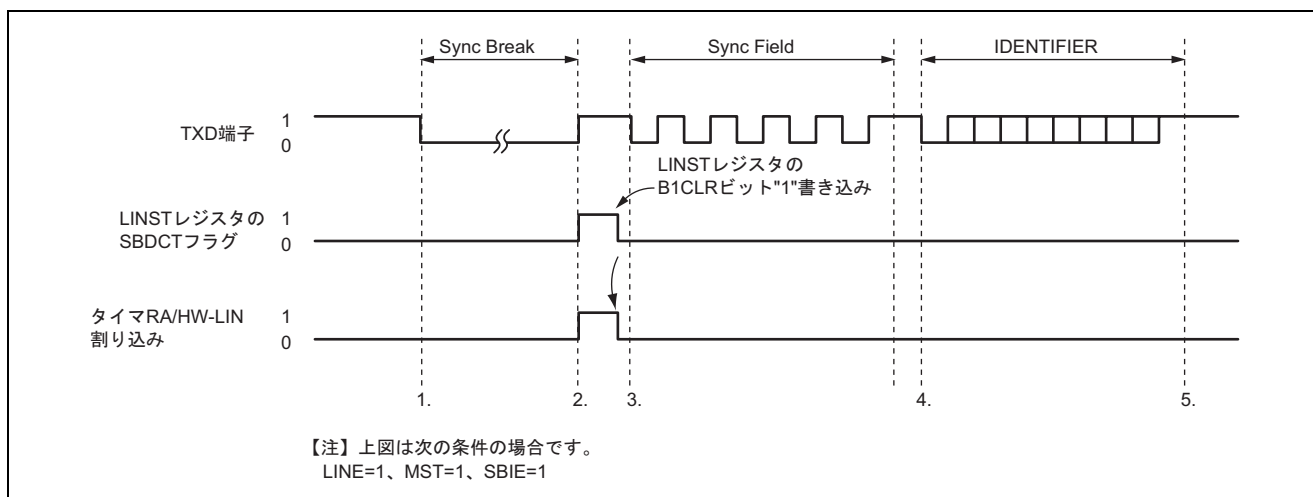 Sync Break
Sync Field
IDENTIFIER
TXD端子
1
0
LINSTレジスタの
B1CLRビット"1"書き込み
LINSTレジスタの
SBDCTフラグ
1
0
タイマRA/HW-LIN
割り込み
1
0
1. 2. 3. 4. 5.
【注】上図は次の条件の場合です。
LINE=1、MST=1、SBIE=1